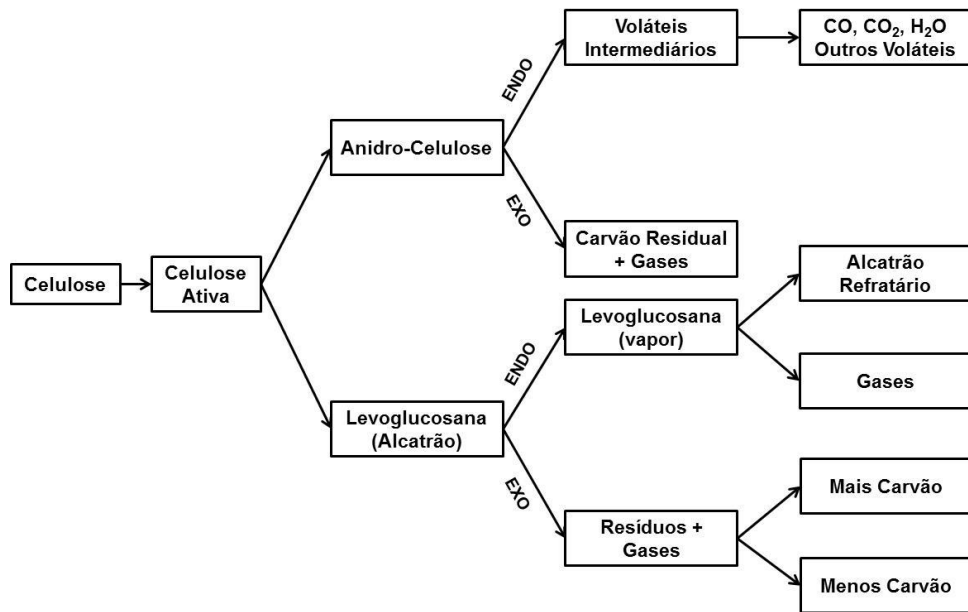 Celulose
Celulose
Ativa
Anidro-Celulose
ENDO
EXO
Voláteis
Intermediários
CO, CO₂, H₂O
Outros Voláteis
Carvão Residual
+ Gases
Levoglucosana
(Alcatrão)
ENDO
EXO
Levoglucosana
(vapor)
Alcatrão
Refratário
Gases
Resíduos +
Gases
Mais Carvão
Menos Carvão